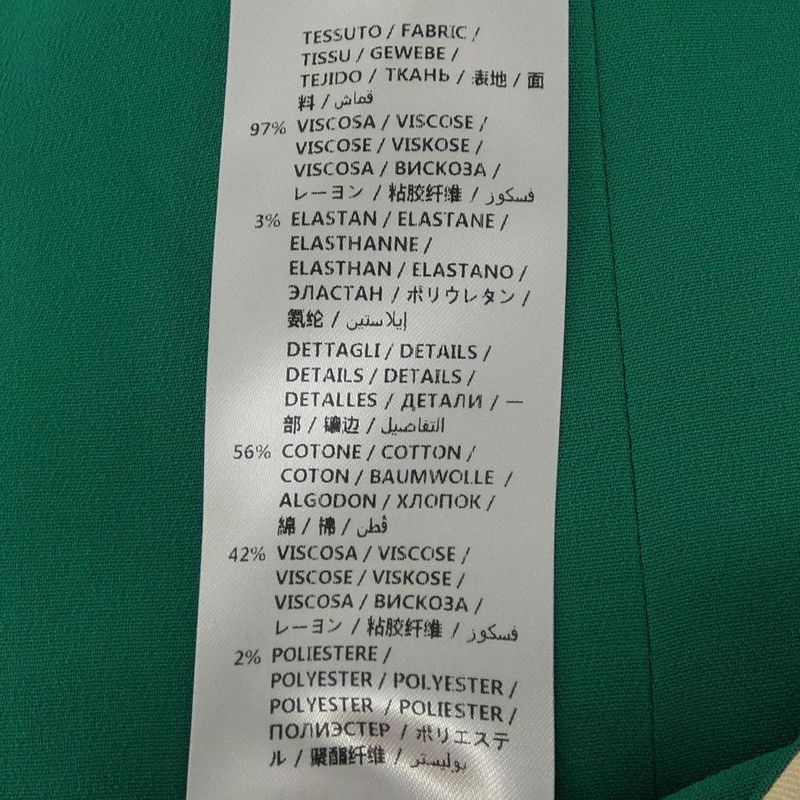 TESSUTO / FABRIC /
TISSU / GEWEBE /
TEJIDO / ТКАНЬ / 表地 / 面
料 / قماش
97% VISCOSA / VISCOSE /
VISCOSE / VISKOSE /
VISCOSA / ВИСКОЗА /
レーヨン / 粘胶纤维 / فسكوز
3% ELASTAN / ELASTANE /
ELASTHANNE /
ELASTHAN / ELASTANO /
ЭЛАСТАН / ポリウレタン /
氨纶 / إيلاستين
DETTAGLI / DETAILS /
DETAILS / DETAILS /
DETALLES / ДЕТАЛИ / 一
部 / 镶边 / التفاصيل
56% COTONE / COTTON /
COTON / BAUMWOLLE /
ALGODON / ХЛОПОК /
綿 / 棉 / قطن
42% VISCOSA / VISCOSE /
VISCOSE / VISKOSE /
VISCOSA / ВИСКОЗА /
レーヨン / 粘胶纤维 / فسكوز
2% POLIESTERE /
POLYESTER / POLYESTER /
POLYESTER / POLIESTER /
ПОЛИЭСТЕР / ポリエステ
ル / 聚酯纤维 / بوليستر